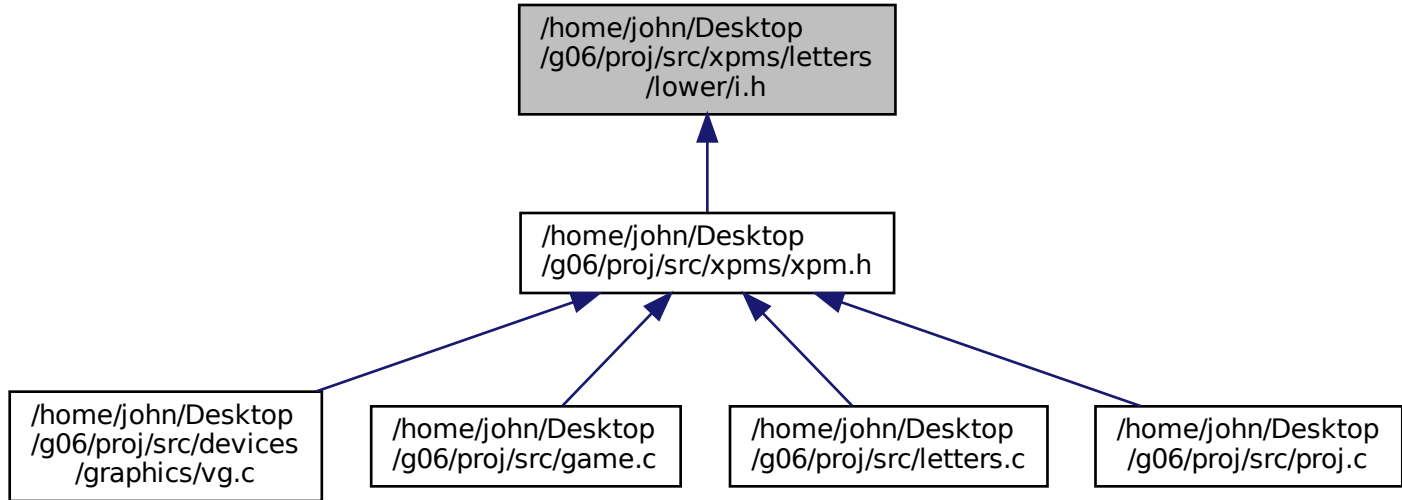 /home/john/Desktop
/g06/proj/src/xpms/letters
/lower/i.h
/home/john/Desktop
/g06/proj/src/xpms/xpm.h
/home/john/Desktop
/g06/proj/src/devices
/graphics/vg.c
/home/john/Desktop
/g06/proj/src/game.c
/home/john/Desktop
/g06/proj/src/letters.c
/home/john/Desktop
/g06/proj/src/proj.c